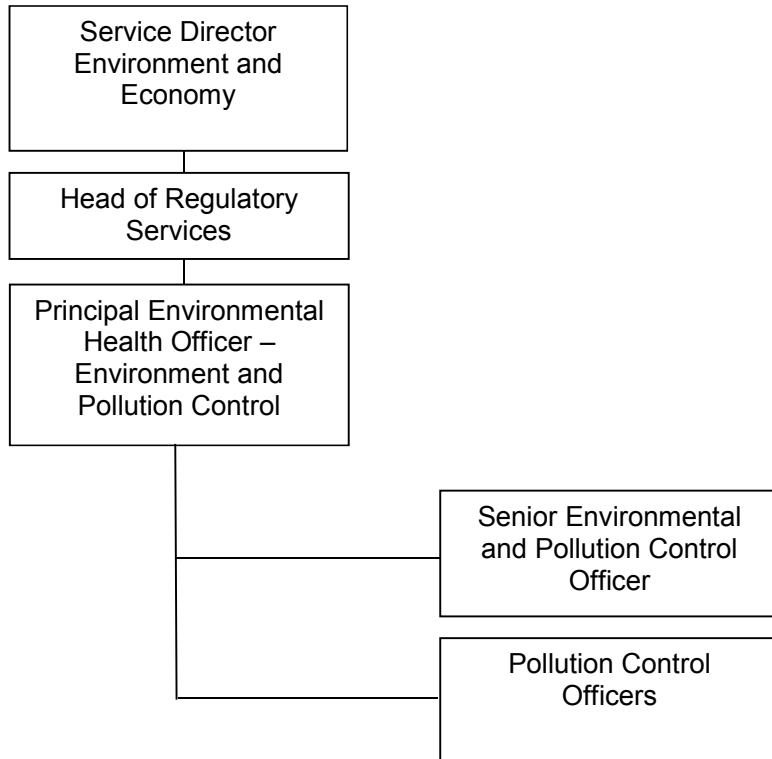 Service Director
Environment and
Economy
Head of Regulatory
Services
Principal Environmental
Health Officer –
Environment and
Pollution Control
Senior Environmental
and Pollution Control
Officer
Pollution Control
Officers